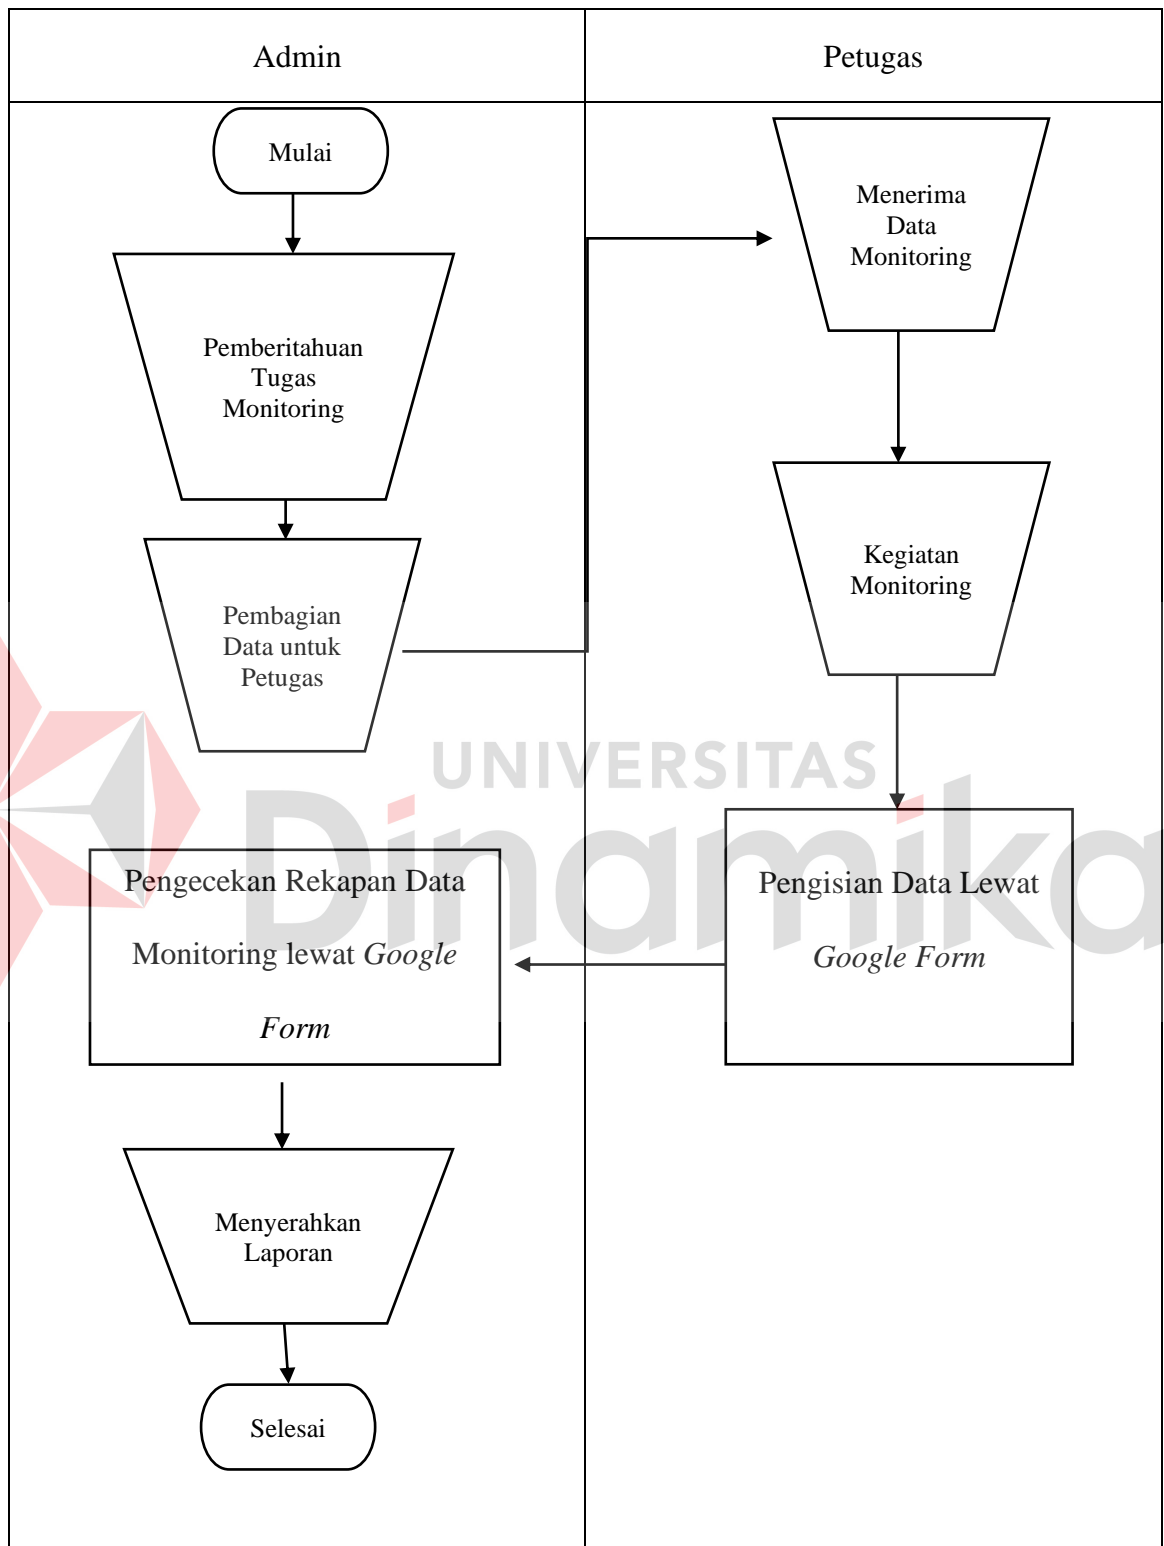 Admin
Petugas
Mulai
Pemberitahuan
Tugas
Monitoring
Pembagian
Data untuk
Petugas
Menerima
Data
Monitoring
Kegiatan
Monitoring
UNIVERSITAS
Dinamika
Pengisian Data Lewat
Google Form
Pengecekan Rekapan Data
Monitoring lewat Google
Form
Menyerahkan
Laporan
Selesai